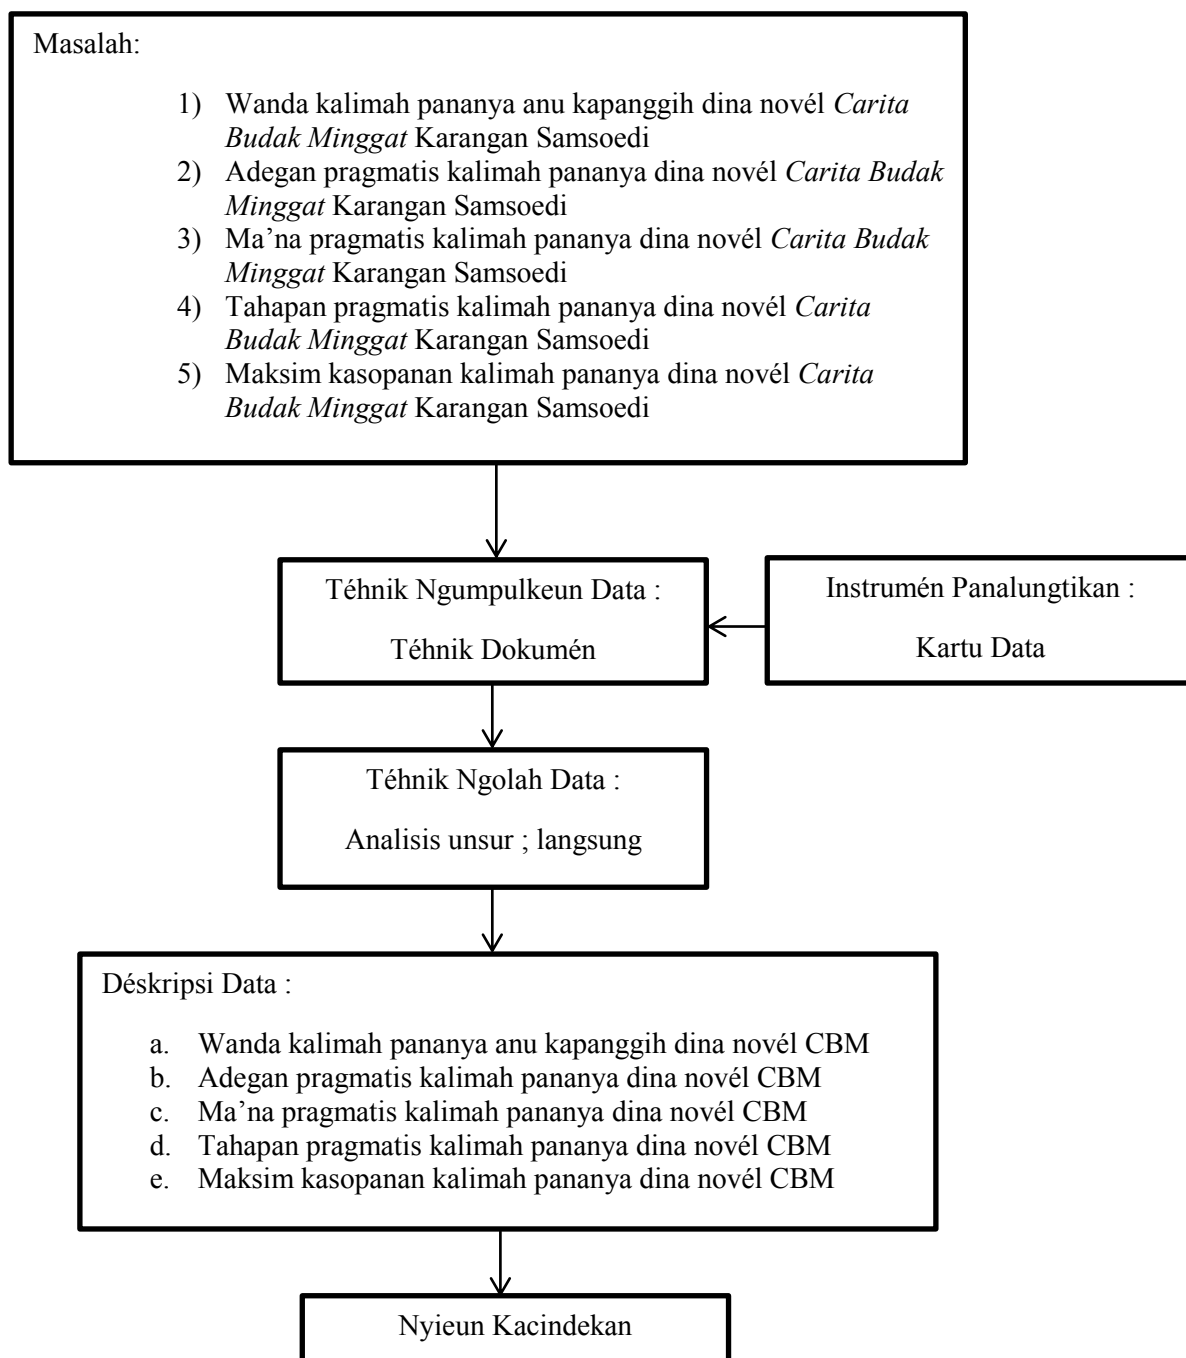 Masalah:
1) Wanda kalimah pananya anu kapanggih dina novél Carita
Budak Minggat Karangan Samsoedi
2) Adegan pragmatis kalimah pananya dina novél Carita Budak
Minggat Karangan Samsoedi
3) Ma’na pragmatis kalimah pananya dina novél Carita Budak
Minggat Karangan Samsoedi
4) Tahapan pragmatis kalimah pananya dina novél Carita
Budak Minggat Karangan Samsoedi
5) Maksim kasopanan kalimah pananya dina novél Carita
Budak Minggat Karangan Samsoedi
Téhnik Ngumpulkeun Data :
Téhnik Dokumén
Instrumén Panalungtikan :
Kartu Data
Téhnik Ngolah Data :
Analisis unsur ; langsung
Déskripsi Data :
a. Wanda kalimah pananya anu kapanggih dina novél CBM
b. Adegan pragmatis kalimah pananya dina novél CBM
c. Ma’na pragmatis kalimah pananya dina novél CBM
d. Tahapan pragmatis kalimah pananya dina novél CBM
e. Maksim kasopanan kalimah pananya dina novél CBM
Nyieun Kacindekan